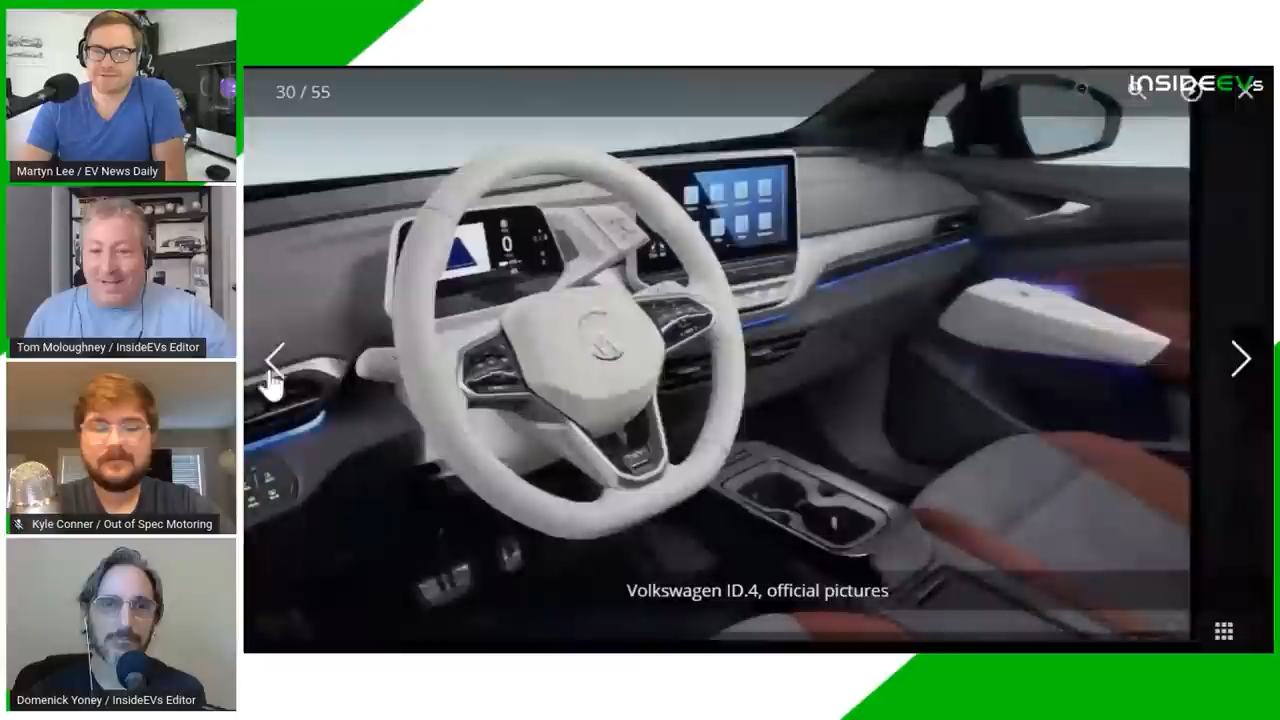 Martyn Lee / EV News Daily
Tom Moloughney / InsideEVs Editor
Kyle Conner / Out of Spec Motoring
Domenick Yoney / InsideEVs Editor
30 / 55
INSIDEEVs
0
Volkswagen ID.4, official pictures